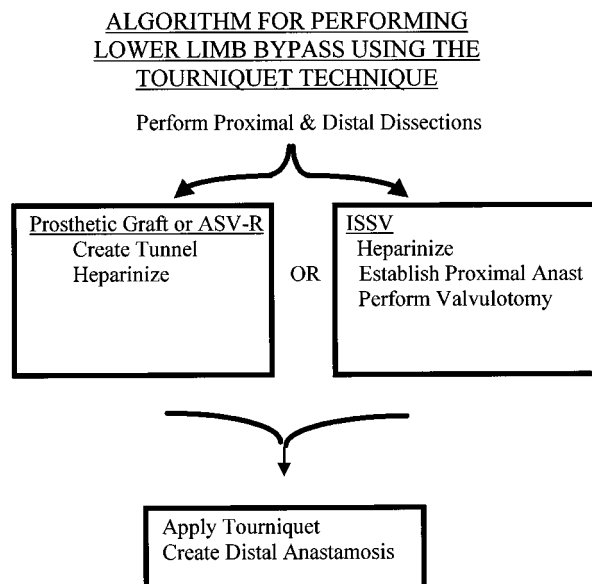 ALGORITHM FOR PERFORMING
LOWER LIMB BYPASS USING THE
TOURNIQUET TECHNIQUE
Perform Proximal & Distal Dissections
Prosthetic Graft or ASV-R
Create Tunnel
Heparinize
OR
ISSV
Heparinize
Establish Proximal Anast
Perform Valvulotomy
Apply Tourniquet
Create Distal Anastamosis